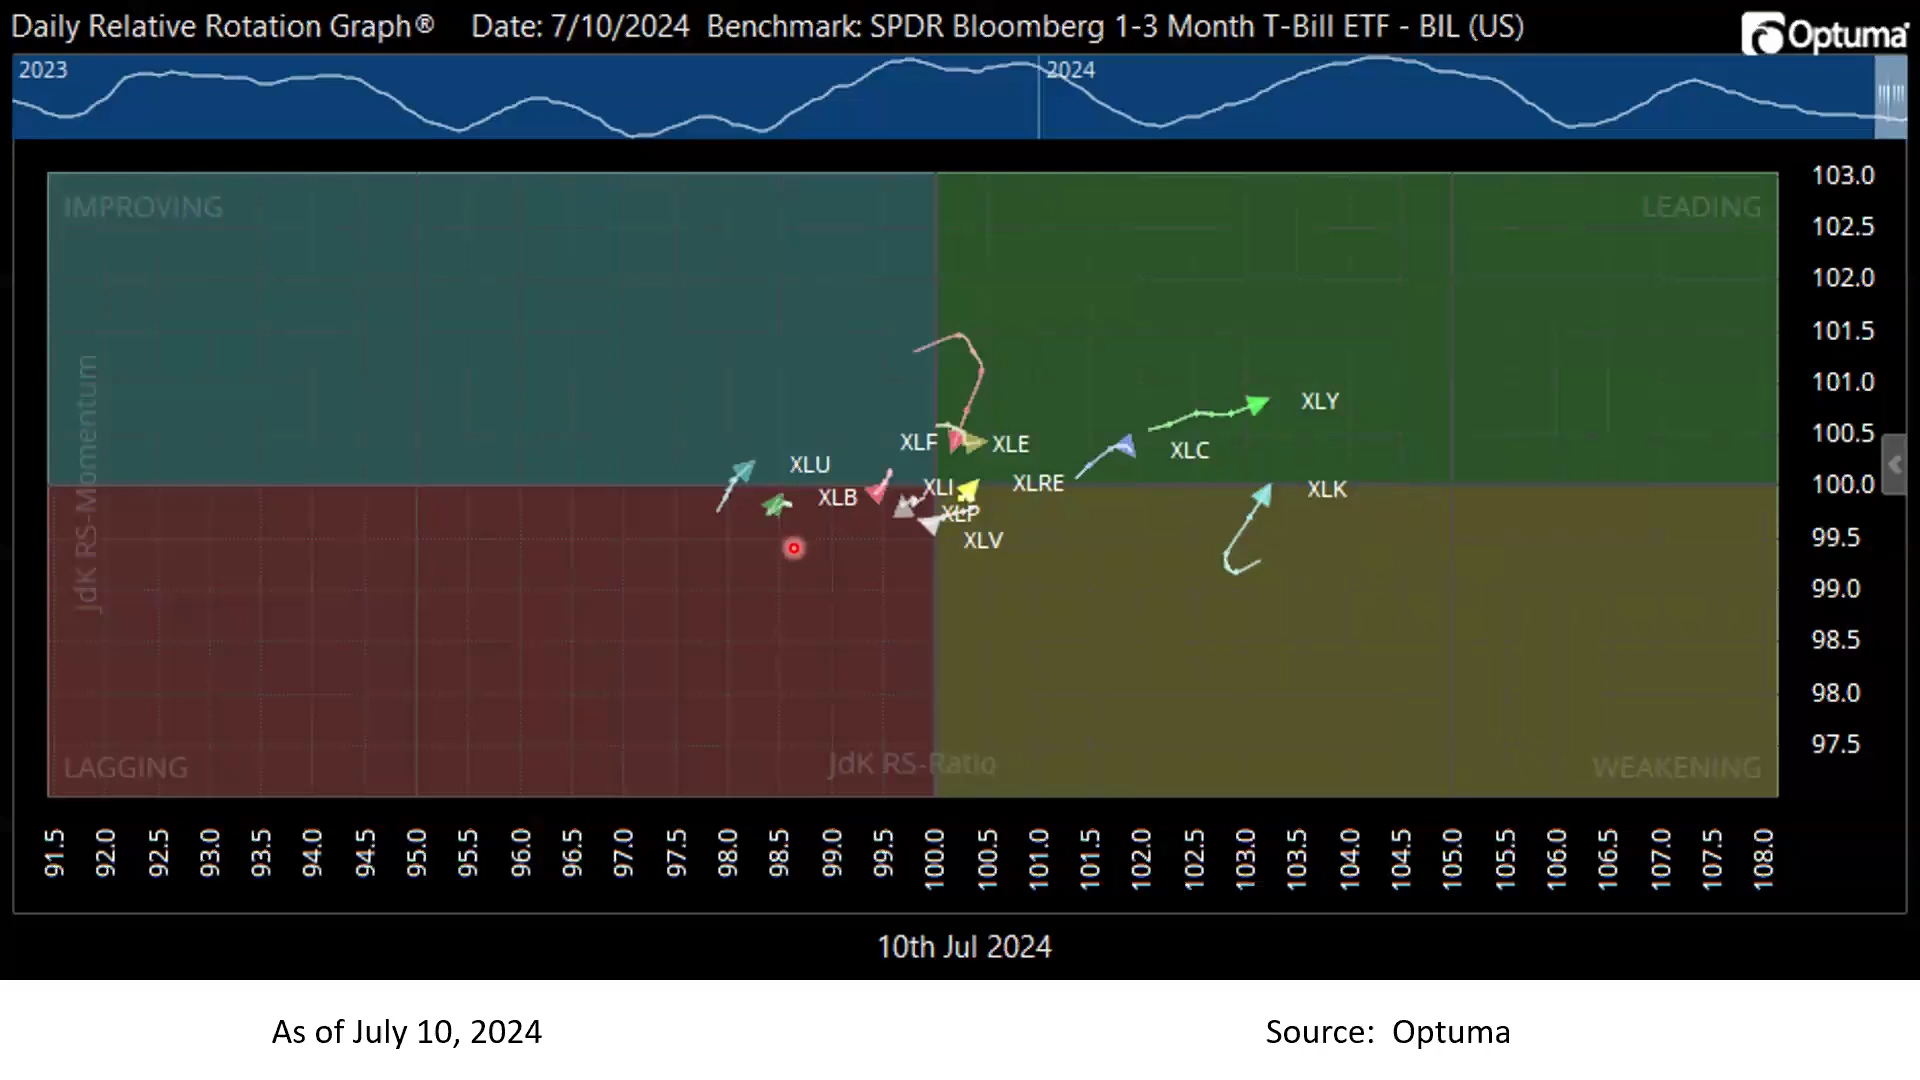 Daily Relative Rotation Graph® Date: 7/10/2024 Benchmark: SPDR Bloomberg 1-3 Month T-Bill ETF - BIL (US)
Optuma
2023
2024
IMPROVING
LEADING
103.0
102.5
102.0
101.5
101.0
100.5
100.0
99.5
99.0
98.5
98.0
97.5
JdK RS-Momentum
XLY
XLF
XLE
XLC
XLU
XLRE
XLI
XLK
XLB
XLP
XLV
JdK RS-Ratio
LAGGING
WEAKENING
91.5 92.0 92.5 93.0 93.5 94.0 94.5 95.0 95.5 96.0 96.5 97.0 97.5 98.0 98.5 99.0 99.5 100.0 100.5 101.0 101.5 102.0 102.5 103.0 103.5 104.0 104.5 105.0 105.5 106.0 106.5 107.0 107.5 108.0
10th Jul 2024
As of July 10, 2024
Source: Optuma